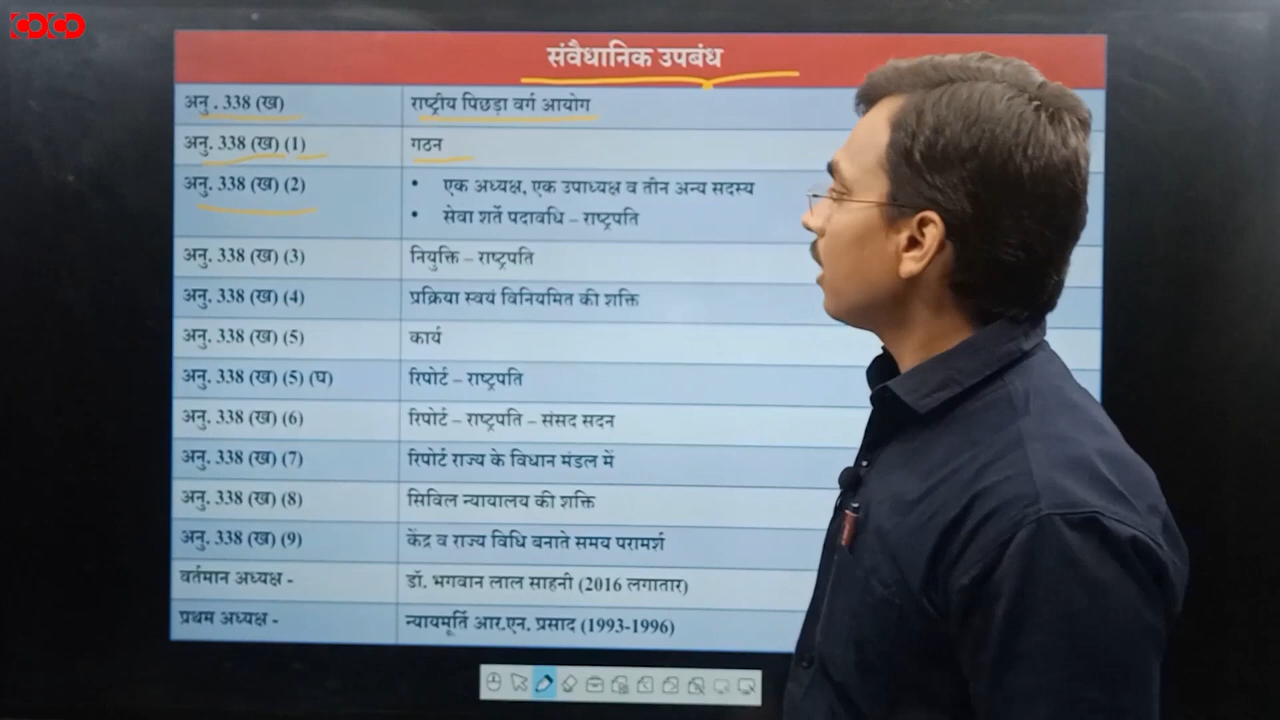 संवैधानिक उपबंध
अनु . 338 (ख) राष्ट्रीय पिछड़ा वर्ग आयोग
अनु. 338 (ख) (1) गठन
अनु. 338 (ख) (2) • एक अध्यक्ष, एक उपाध्यक्ष व तीन अन्य सदस्य
• सेवा शर्ते पदावधि – राष्ट्रपति
अनु. 338 (ख) (3) नियुक्ति – राष्ट्रपति
अनु. 338 (ख) (4) प्रक्रिया स्वयं विनियमित की शक्ति
अनु. 338 (ख) (5) कार्य
अनु. 338 (ख) (5) (घ) रिपोर्ट – राष्ट्रपति
अनु. 338 (ख) (6) रिपोर्ट – राष्ट्रपति – संसद सदन
अनु. 338 (ख) (7) रिपोर्ट राज्य के विधान मंडल में
अनु. 338 (ख) (8) सिविल न्यायालय की शक्ति
अनु. 338 (ख) (9) केंद्र व राज्य विधि बनाते समय परामर्श
वर्तमान अध्यक्ष - डॉ. भगवान लाल साहनी (2016 लगातार)
प्रथम अध्यक्ष - न्यायमूर्ति आर.एन. प्रसाद (1993-1996)